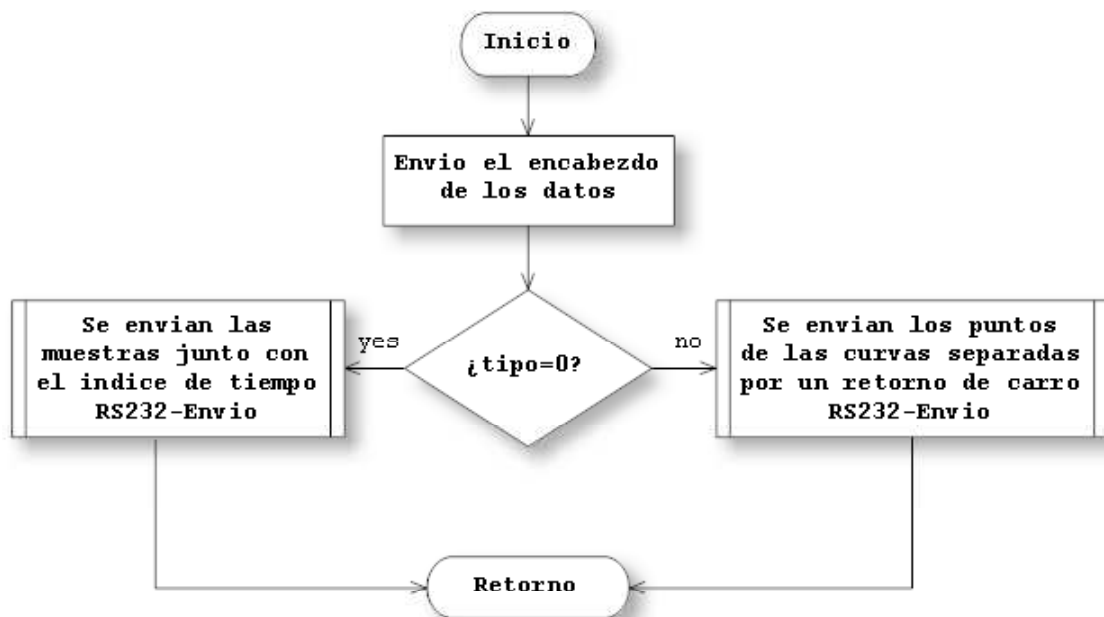 Inicio
Envio el encabezdo
de los datos
Se envian las
muestras junto con
el indice de tiempo
RS232-Envio
yes
¿tipo=0?
no
Se envian los puntos
de las curvas separadas
por un retorno de carro
RS232-Envio
Retorno